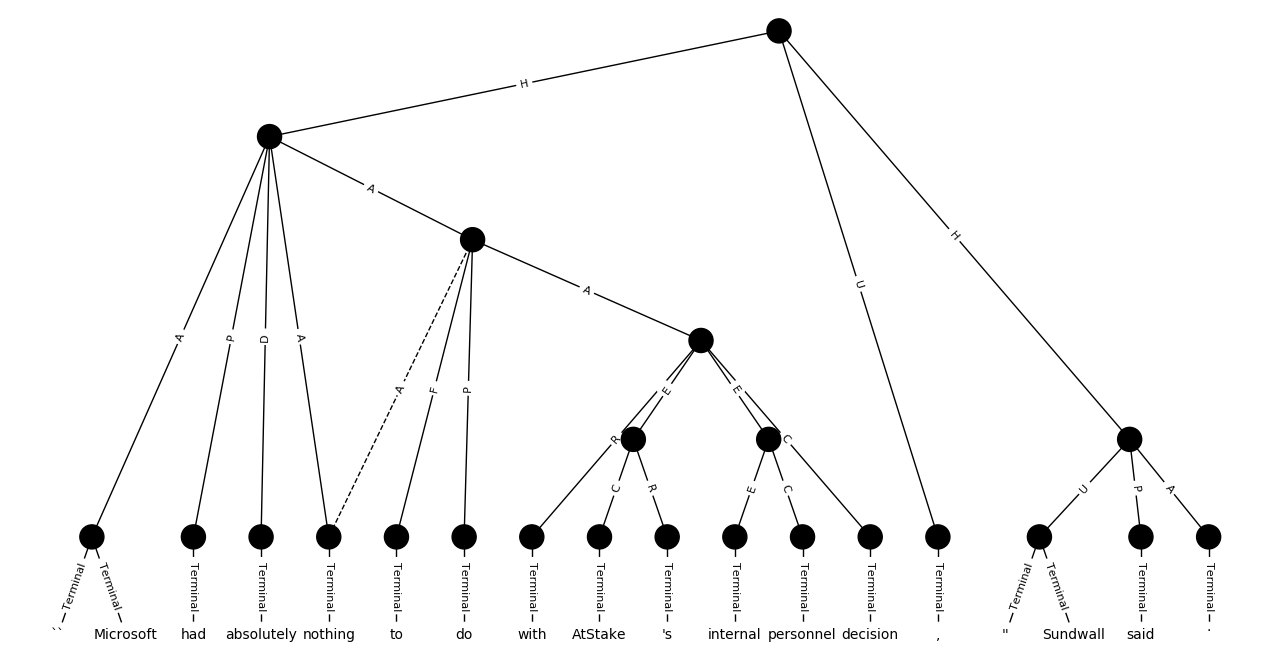 H
A
H
U
A
A P D A
A F P
R E E C
C R E C
U P A
Terminal Terminal Terminal Terminal Terminal Terminal Terminal Terminal Terminal Terminal Terminal Terminal Terminal Terminal Terminal Terminal Terminal Terminal
`` Microsoft had absolutely nothing to do with AtStake 's internal personnel decision , " Sundwall said .